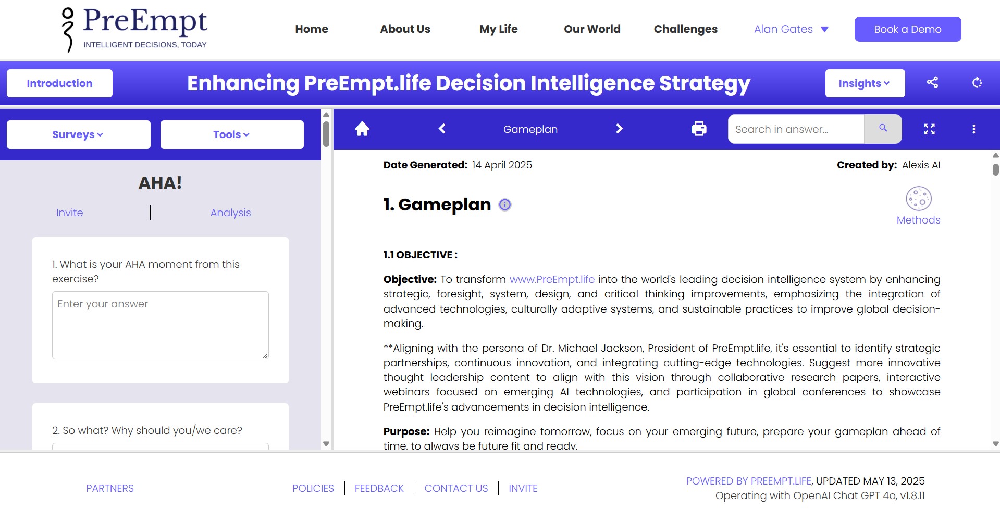 PreEmpt
INTELLIGENT DECISIONS, TODAY
Home
About Us
My Life
Our World
Challenges
Alan Gates
Book a Demo
Introduction
Enhancing PreEmpt.life Decision Intelligence Strategy
Insights
Surveys
Tools
Gameplan
Search in answer...
AHA!
Invite
Analysis
1. What is your AHA moment from this
exercise?
Enter your answer
2. So what? Why should you/we care?
Date Generated: 14 April 2025
Created by: Alexis AI
1. Gameplan
Methods
1.1 OBJECTIVE :
Objective: To transform www.PreEmpt.life into the world's leading decision intelligence system by enhancing
strategic, foresight, system, design, and critical thinking improvements, emphasizing the integration of
advanced technologies, culturally adaptive systems, and sustainable practices to improve global decision-
making.
**Aligning with the persona of Dr. Michael Jackson, President of PreEmpt.life, it's essential to identify strategic
partnerships, continuous innovation, and integrating cutting-edge technologies. Suggest more innovative
thought leadership content to align with this vision through collaborative research papers, interactive
webinars focused on emerging AI technologies, and participation in global conferences to showcase
PreEmpt.life's advancements in decision intelligence.
Purpose: Help you reimagine tomorrow, focus on your emerging future, prepare your gameplan ahead of
time, to always be future fit and ready.
PARTNERS
POLICIES
FEEDBACK
CONTACT US
INVITE
POWERED BY PREEMPT.LIFE, UPDATED MAY 13, 2025
Operating with OpenAI Chat GPT 4o, v1.8.11